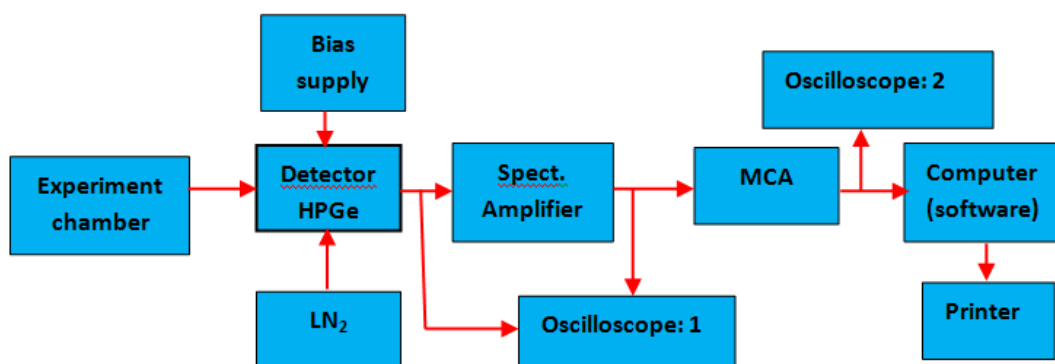 Bias
supply
Oscilloscope: 2
Experiment
chamber
Detector
HPGe
Spect.
Amplifier
MCA
Computer
(software)
LN₂
Oscilloscope: 1
Printer